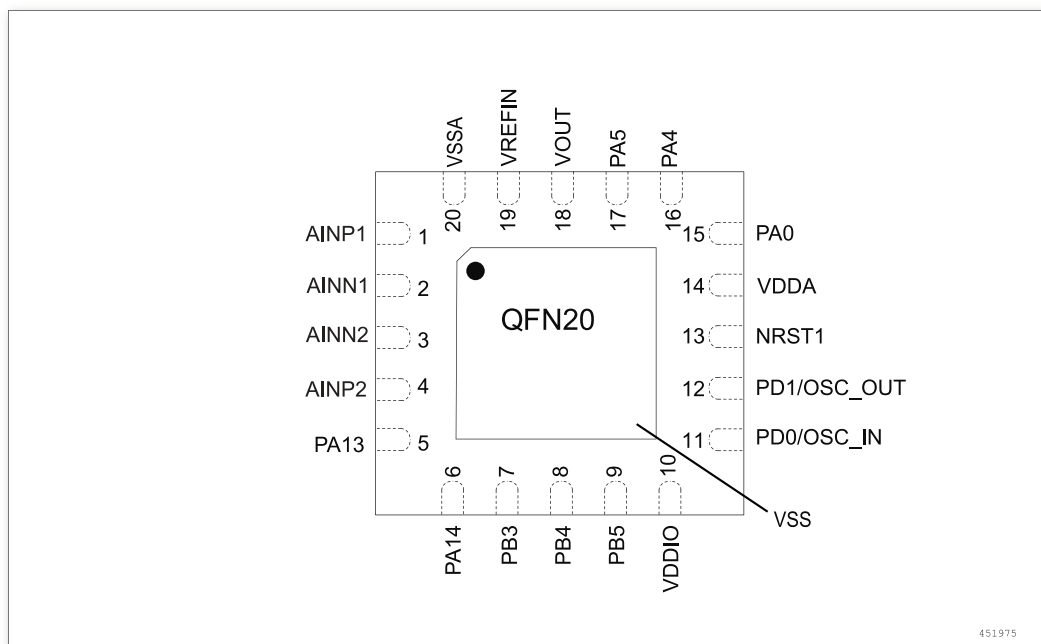 VSSA
VREFIN
VOUT
PA5
PA4
20
19
18
17
16
AINP1 1
15 PA0
AINN1 2
14 VDDA
AINN2 3
13 NRST1
AINP2 4
12 PD1/OSC_OUT
PA13 5
11 PD0/OSC_IN
QFN20
6
7
8
9
10
PA14
PB3
PB4
PB5
VDDIO
VSS
451975